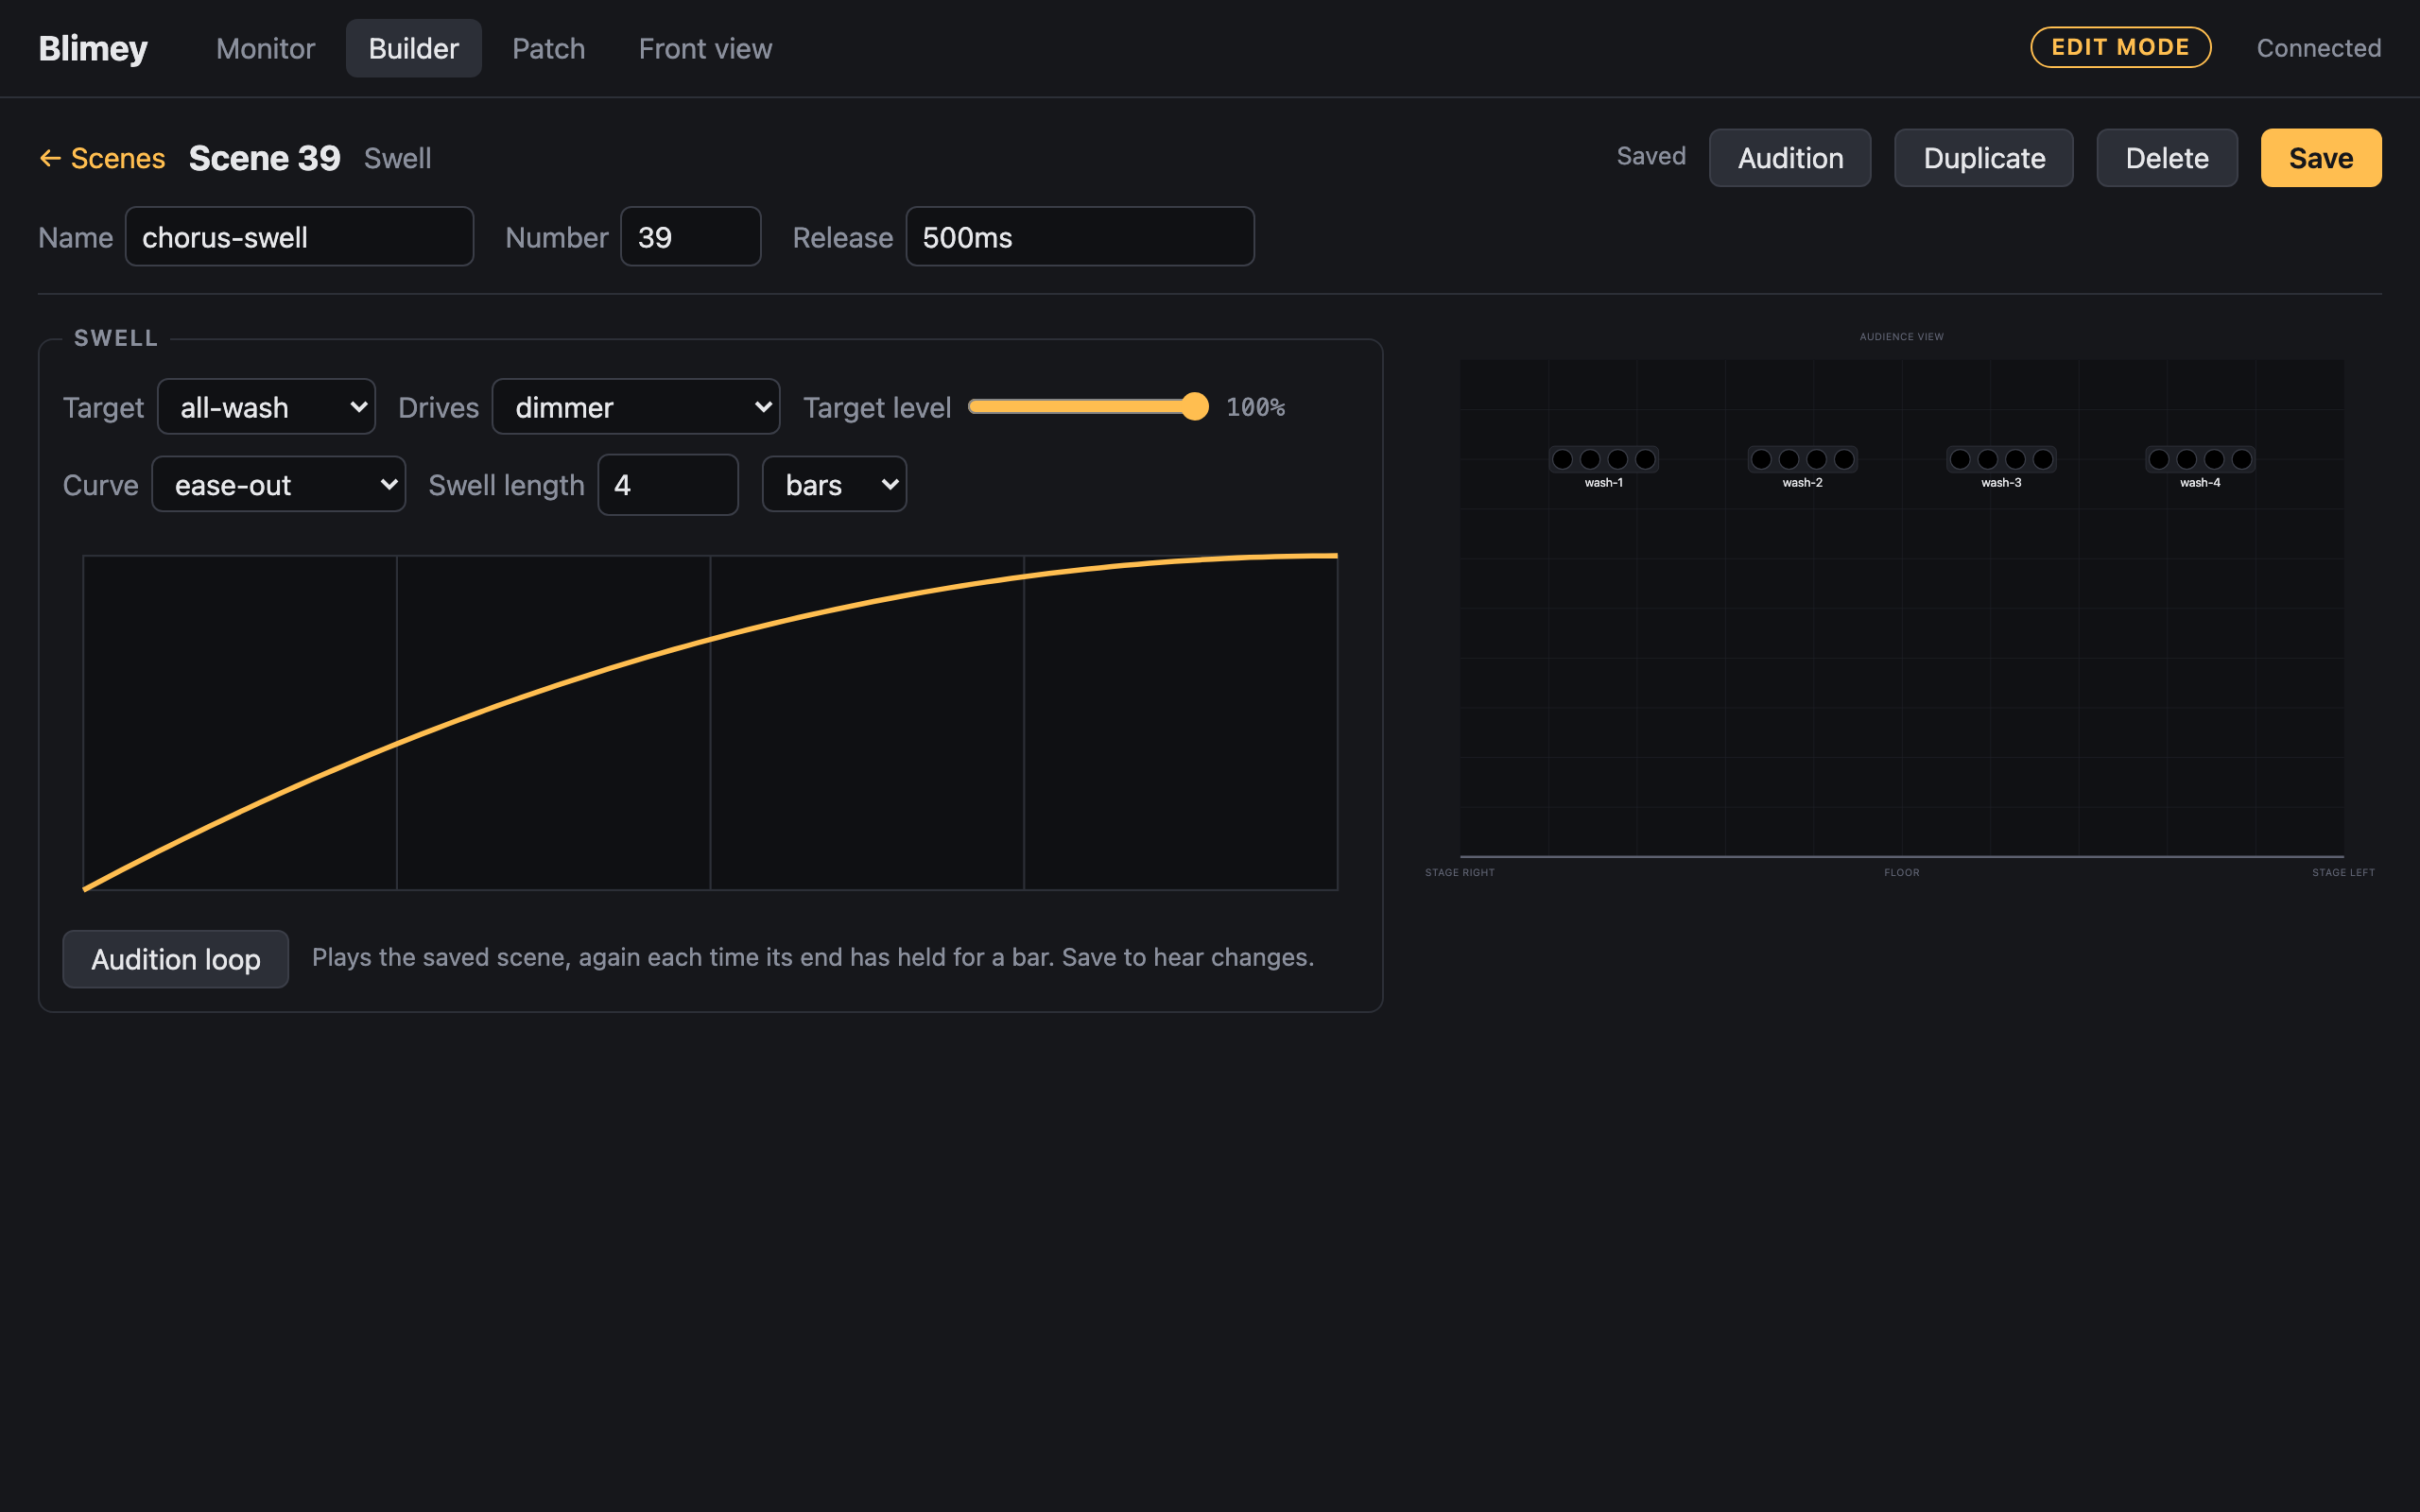 Blimey Monitor Builder Patch Front view EDIT MODE Connected
← Scenes Scene 39 Swell Saved Audition Duplicate Delete Save
Name chorus-swell Number 39 Release 500ms
SWELL
Target all-wash Drives dimmer Target level 100%
Curve ease-out Swell length 4 bars
Audition loop Plays the saved scene, again each time its end has held for a bar. Save to hear changes.
AUDIENCE VIEW
wash-1 wash-2 wash-3 wash-4
STAGE RIGHT FLOOR STAGE LEFT